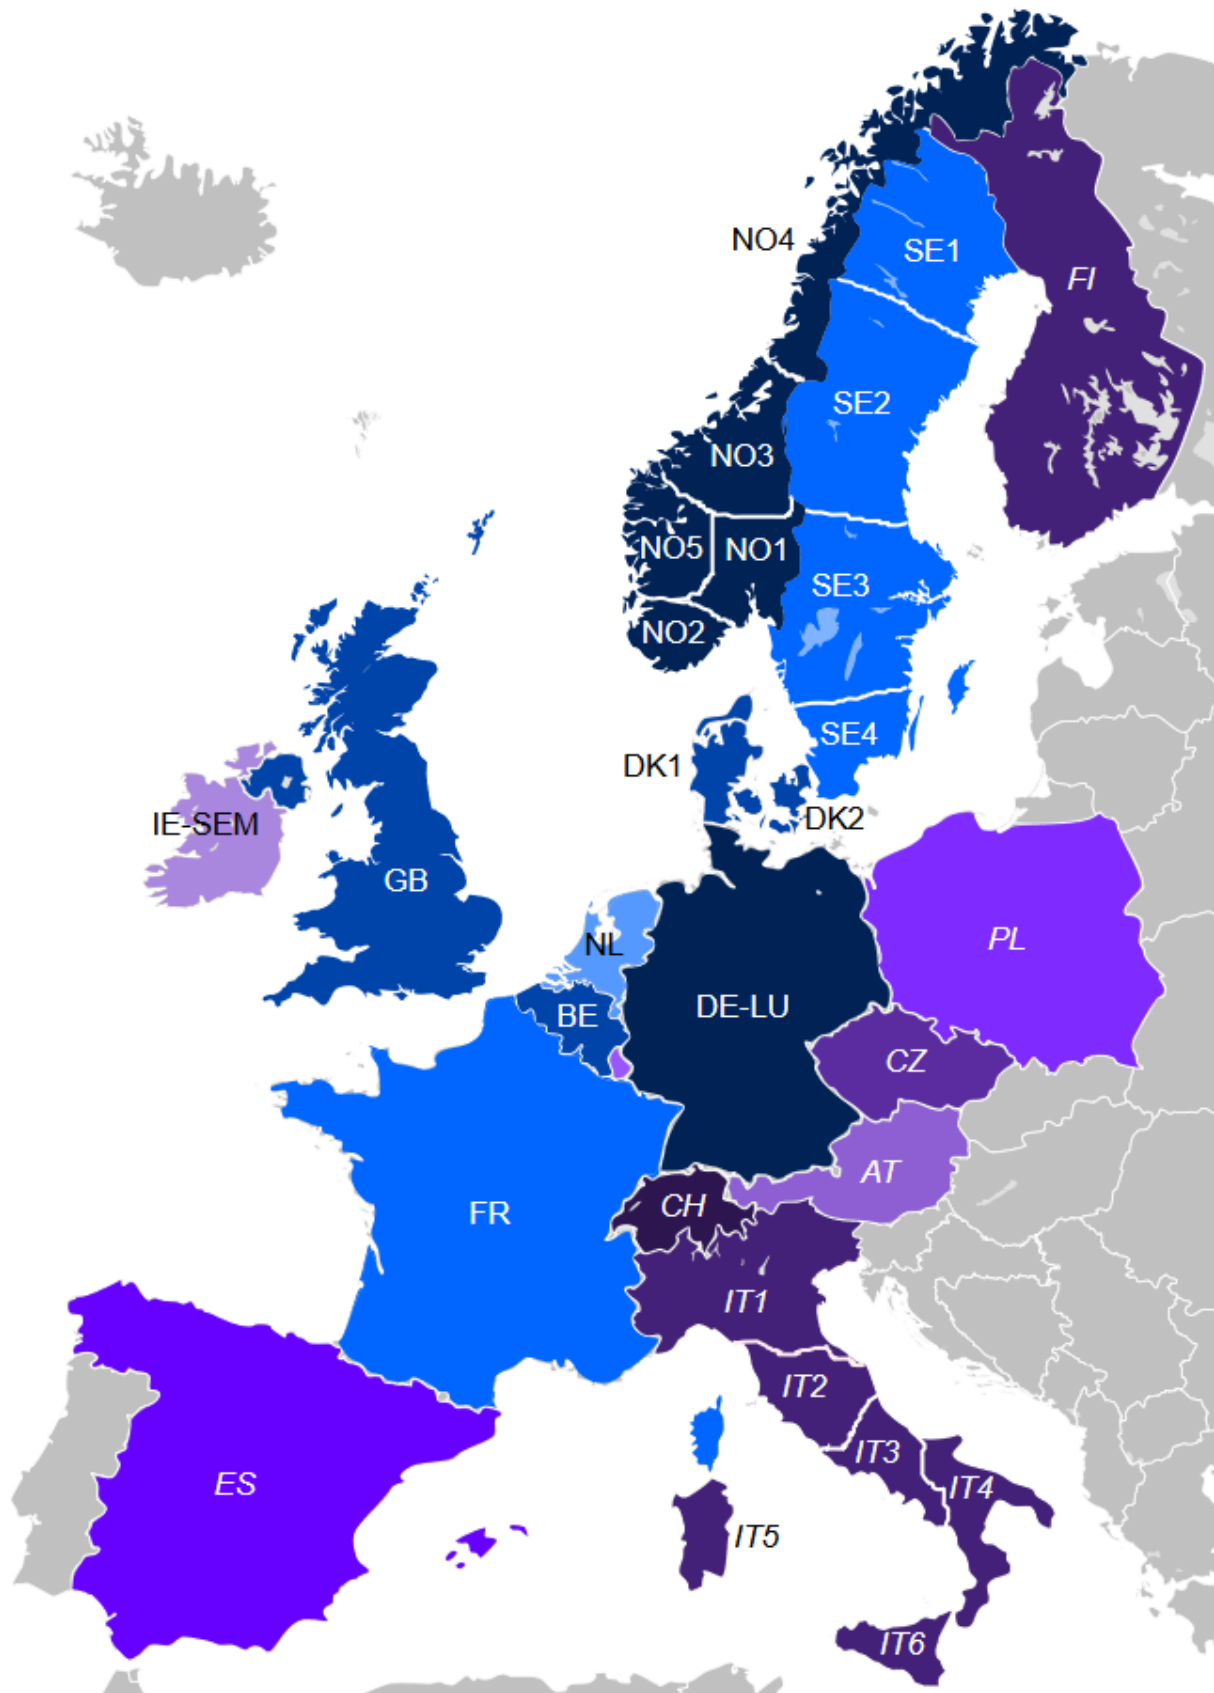 NO4
SE1
FI
SE2
NO3
NO5
NO1
SE3
NO2
SE4
DK1
DK2
IE-SEM
GB
NL
PL
BE
DE-LU
CZ
AT
CH
FR
IT1
IT2
IT3
ES
IT4
IT5
IT6